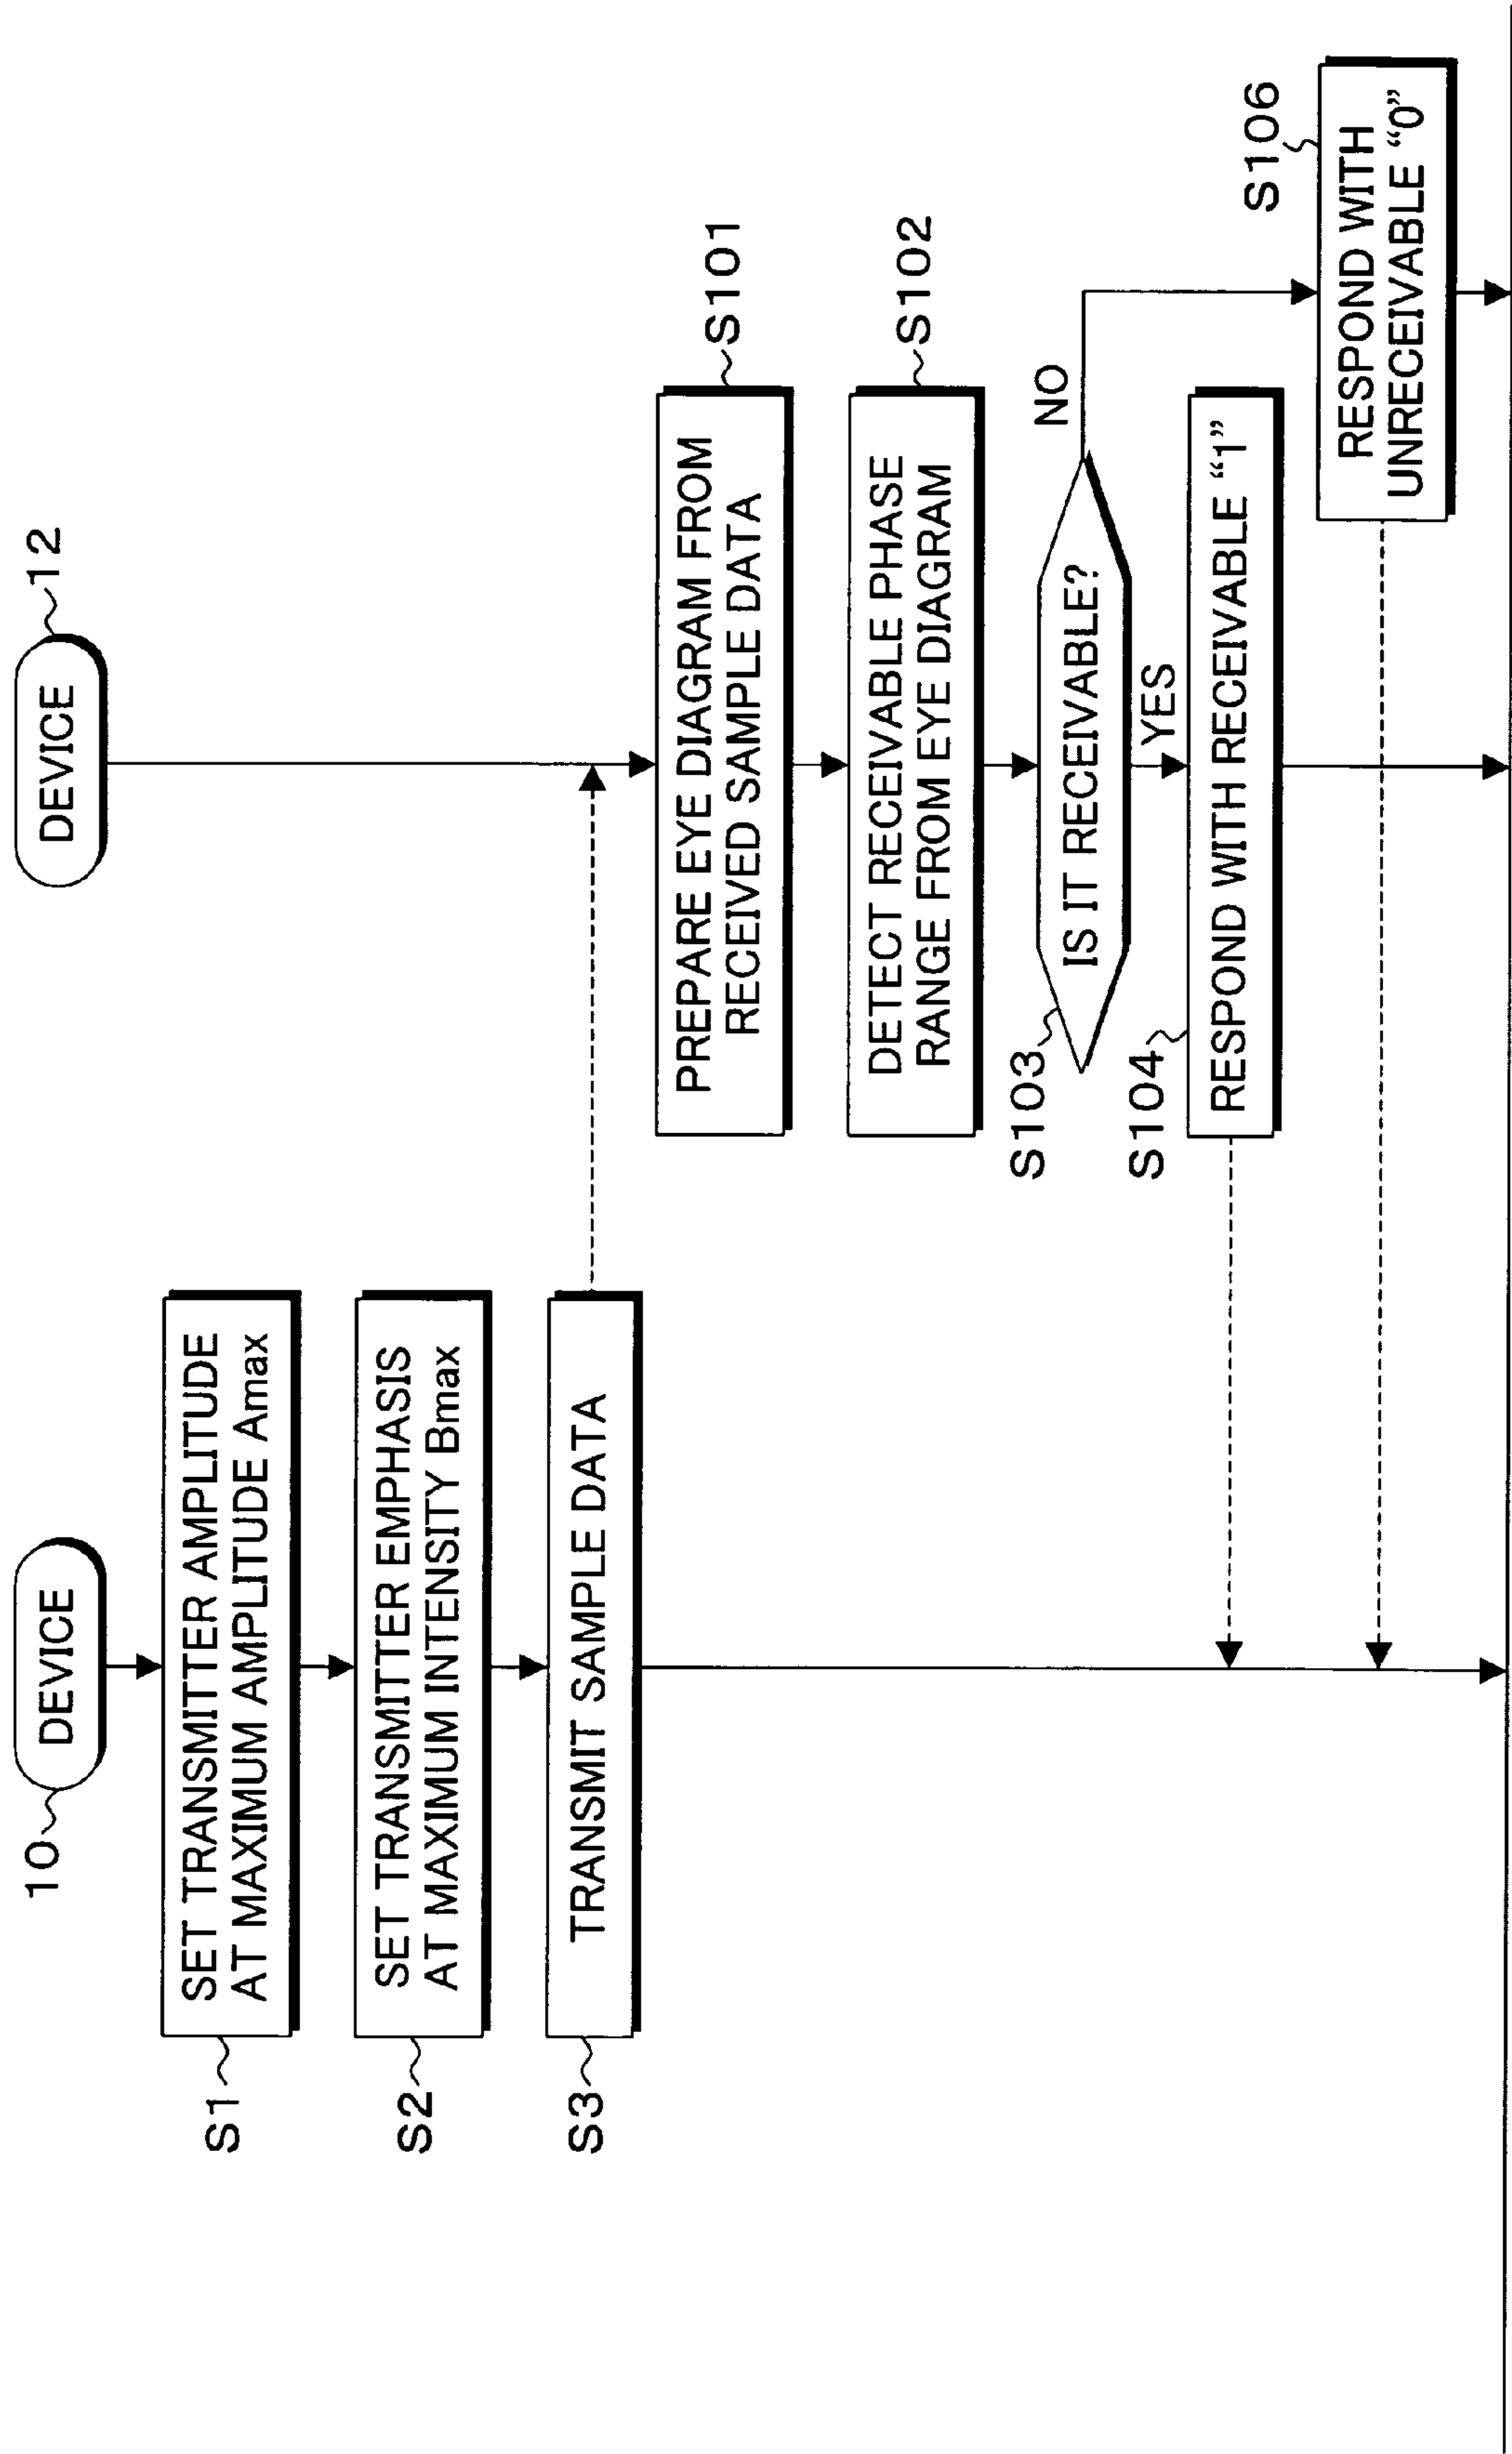 10
DEVICE
S1
SET TRANSMITTER AMPLITUDE
AT MAXIMUM AMPLITUDE Amax
S2
SET TRANSMITTER EMPHASIS
AT MAXIMUM INTENSITY Bmax
S3
TRANSMIT SAMPLE DATA
DEVICE
12
PREPARE EYE DIAGRAM FROM
RECEIVED SAMPLE DATA
S101
DETECT RECEIVABLE PHASE
RANGE FROM EYE DIAGRAM
S102
S103
IS IT RECEIVABLE?
NO
YES
S104
RESPOND WITH RECEIVABLE “1”
S106
RESPOND WITH
UNRECEIVABLE “0”